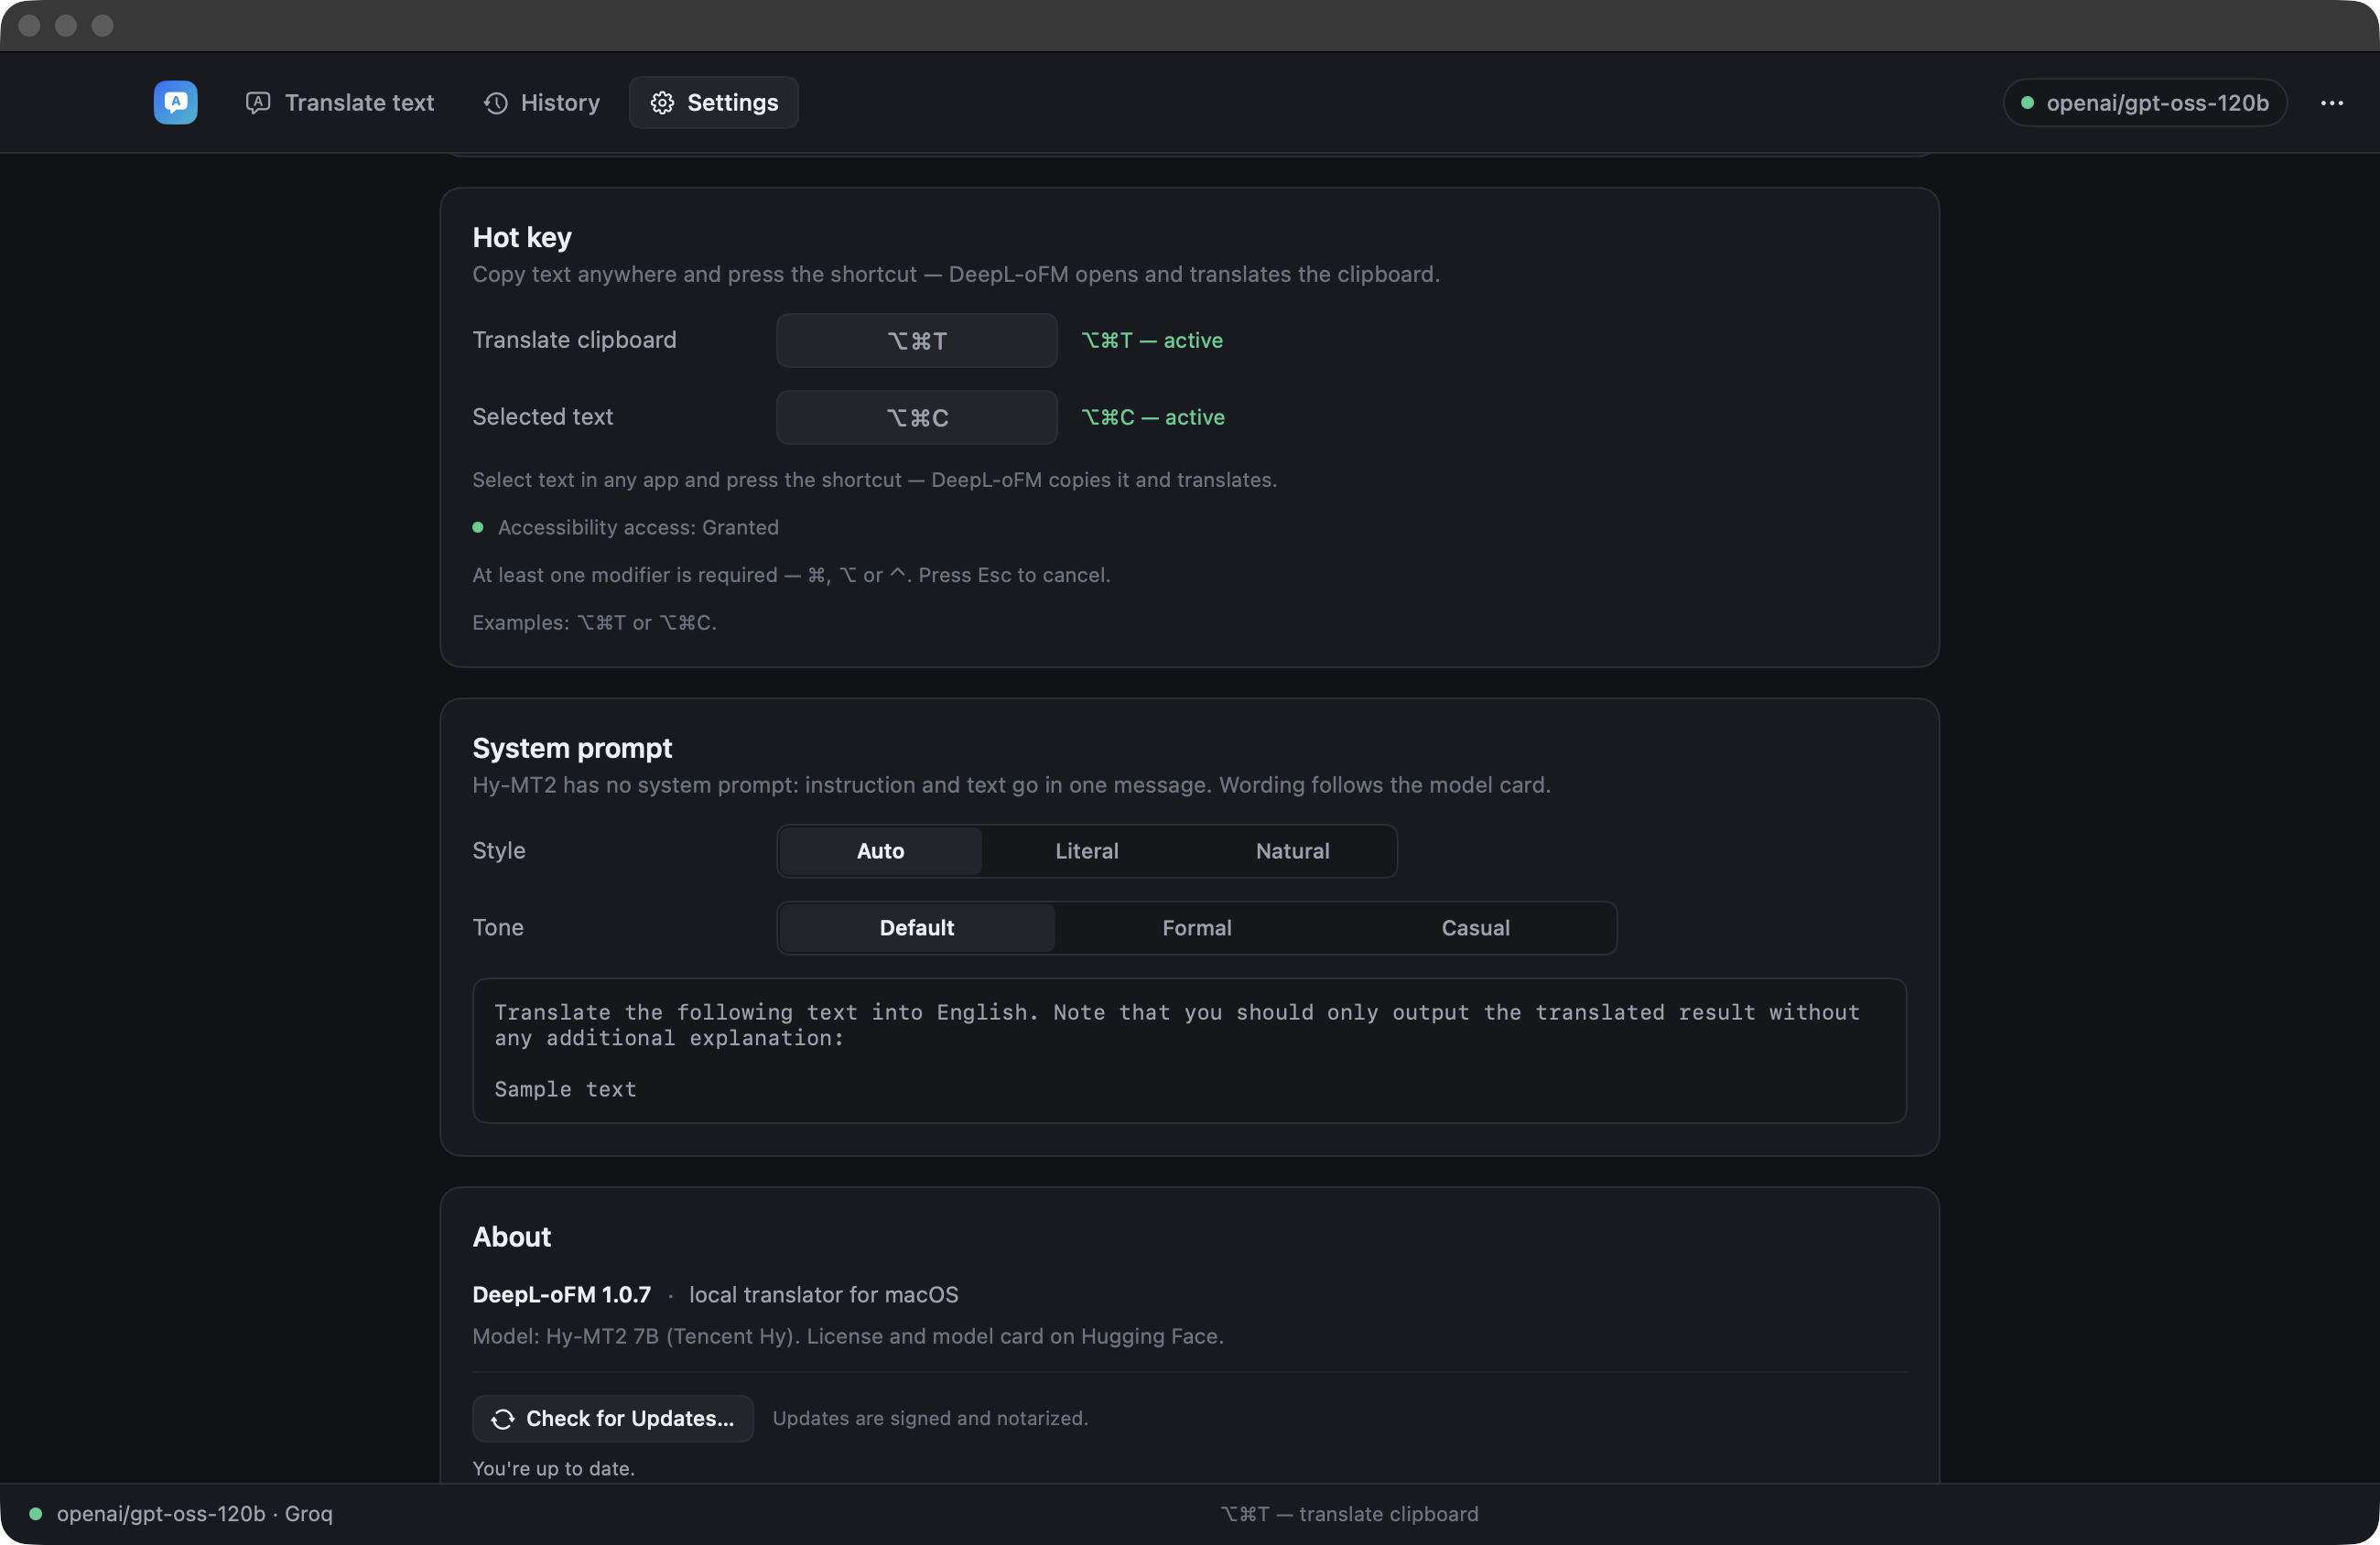 Translate text
History
Settings
openai/gpt-oss-120b
Hot key
Copy text anywhere and press the shortcut — DeepL-oFM opens and translates the clipboard.
Translate clipboard
⌥⌘T
⌥⌘T — active
Selected text
⌥⌘C
⌥⌘C — active
Select text in any app and press the shortcut — DeepL-oFM copies it and translates.
Accessibility access: Granted
At least one modifier is required — ⌘, ⌥ or ⌃. Press Esc to cancel.
Examples: ⌥⌘T or ⌥⌘C.
System prompt
Hy-MT2 has no system prompt: instruction and text go in one message. Wording follows the model card.
Style
Auto
Literal
Natural
Tone
Default
Formal
Casual
Translate the following text into English. Note that you should only output the translated result without
any additional explanation:
Sample text
About
DeepL-oFM 1.0.7 · local translator for macOS
Model: Hy-MT2 7B (Tencent Hy). License and model card on Hugging Face.
Check for Updates...
Updates are signed and notarized.
You're up to date.
openai/gpt-oss-120b · Groq
⌥⌘T — translate clipboard